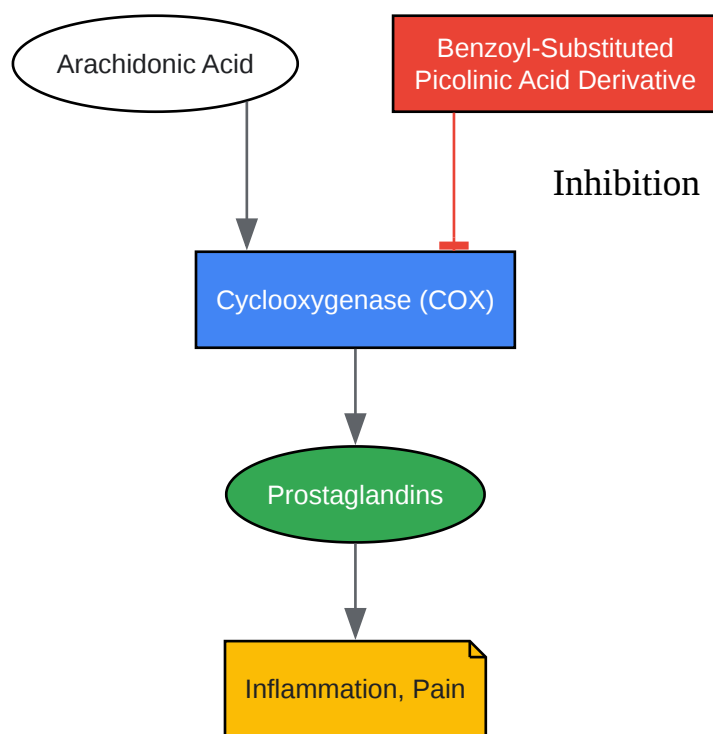 Arachidonic Acid
Benzoyl-Substituted
Picolinic Acid Derivative
Inhibition
Cyclooxygenase (COX)
Prostaglandins
Inflammation, Pain